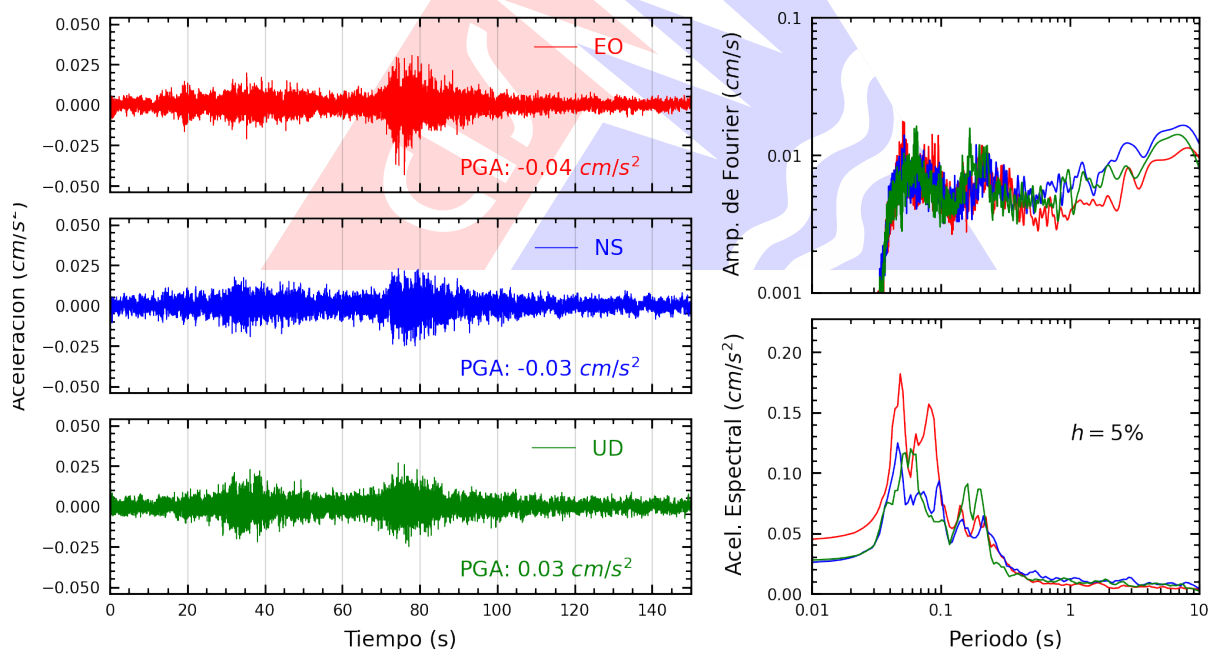 Aceleracion (cm/s²)
0.050
0.025
0.000
−0.025
−0.050
EO
PGA: -0.04 cm/s²
0.050
0.025
0.000
−0.025
−0.050
NS
PGA: -0.03 cm/s²
0.050
0.025
0.000
−0.025
−0.050
UD
PGA: 0.03 cm/s²
0 20 40 60 80 100 120 140
Tiempo (s)
Amp. de Fourier (cm/s)
0.1
0.01
0.001
Acel. Espectral (cm/s²)
0.20
0.15
0.10
0.05
0.00
h = 5%
0.01 0.1 1 10
Periodo (s)